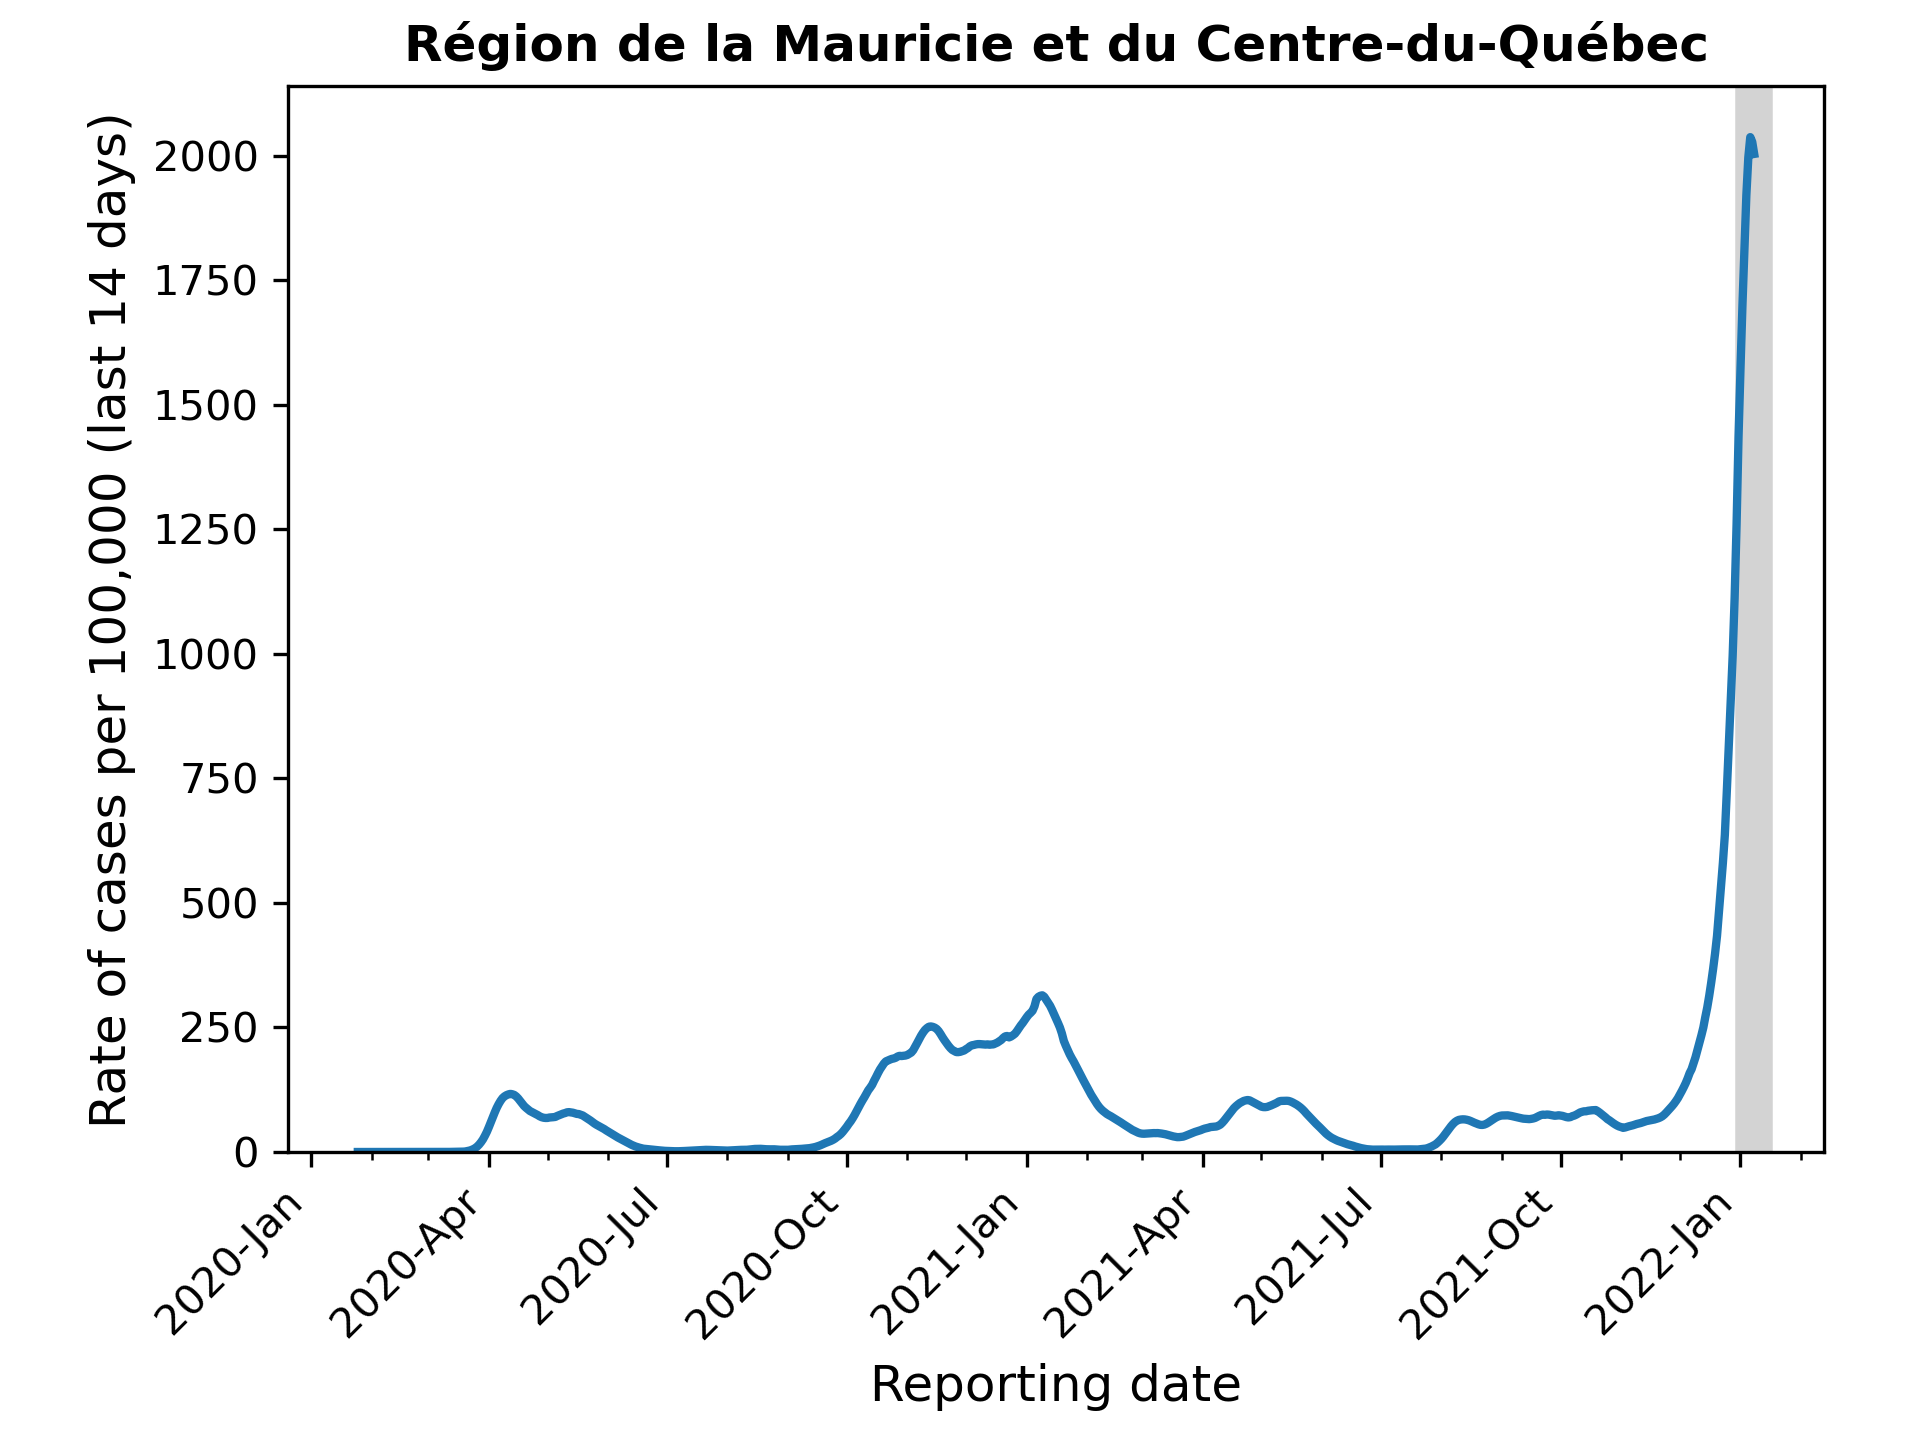 Région de la Mauricie et du Centre-du-Québec
Rate of cases per 100,000 (last 14 days)
2000
1750
1500
1250
1000
750
500
250
0
2020-Jan
2020-Apr
2020-Jul
2020-Oct
2021-Jan
2021-Apr
2021-Jul
2021-Oct
2022-Jan
Reporting date